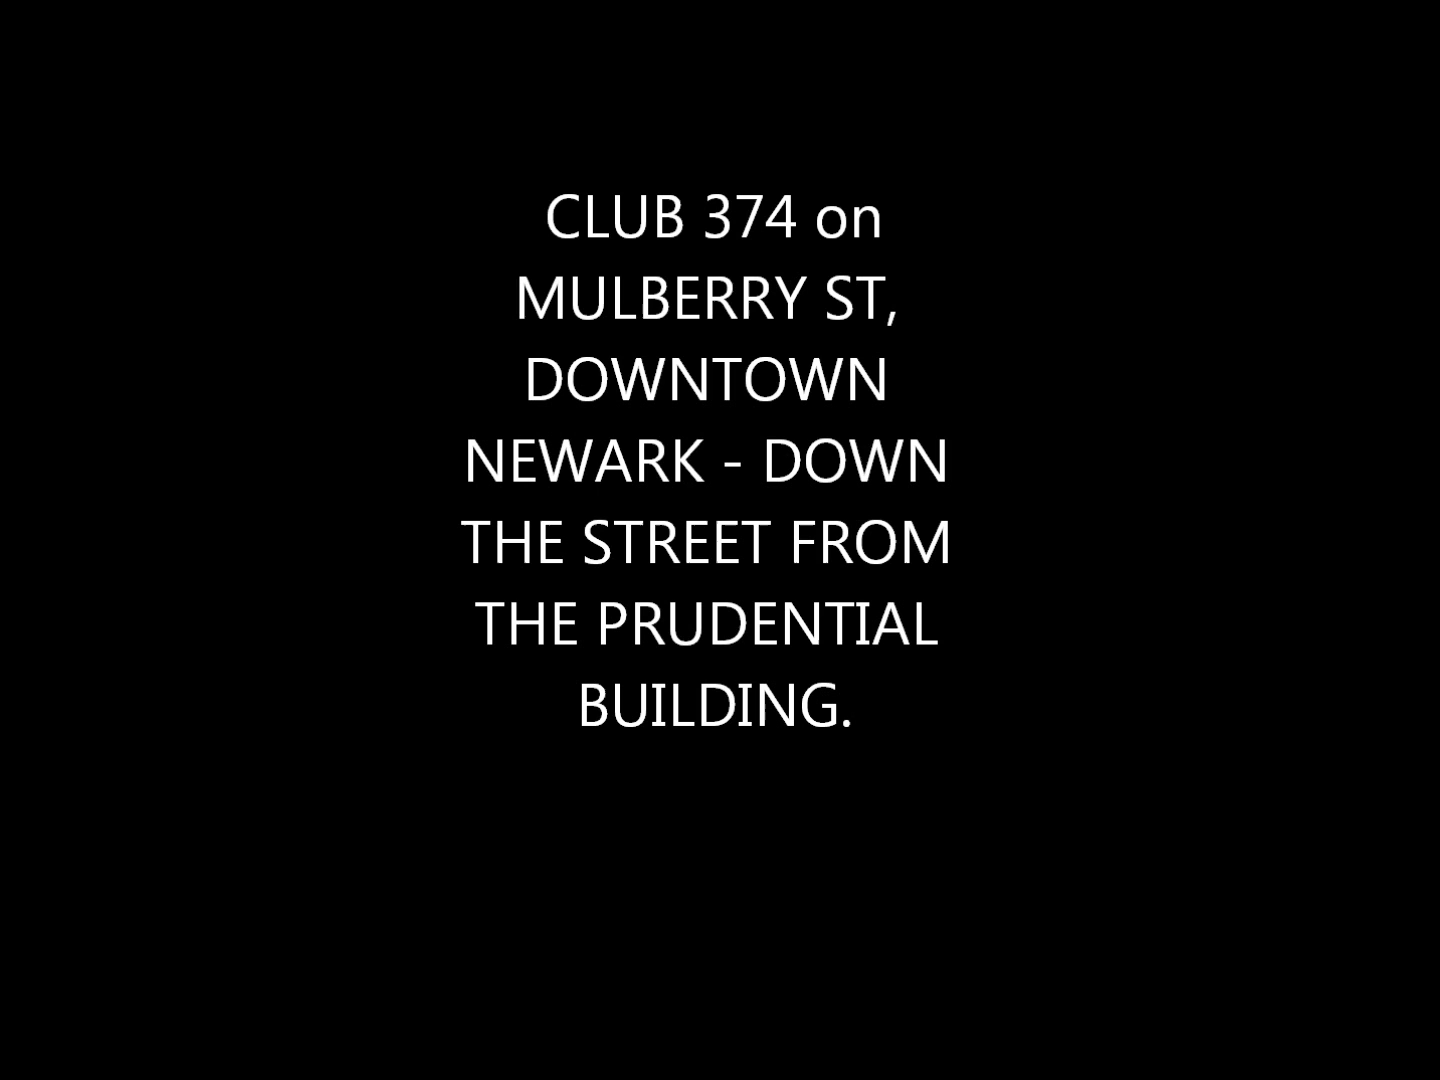 CLUB 374 on
MULBERRY ST,
DOWNTOWN
NEWARK - DOWN
THE STREET FROM
THE PRUDENTIAL
BUILDING.